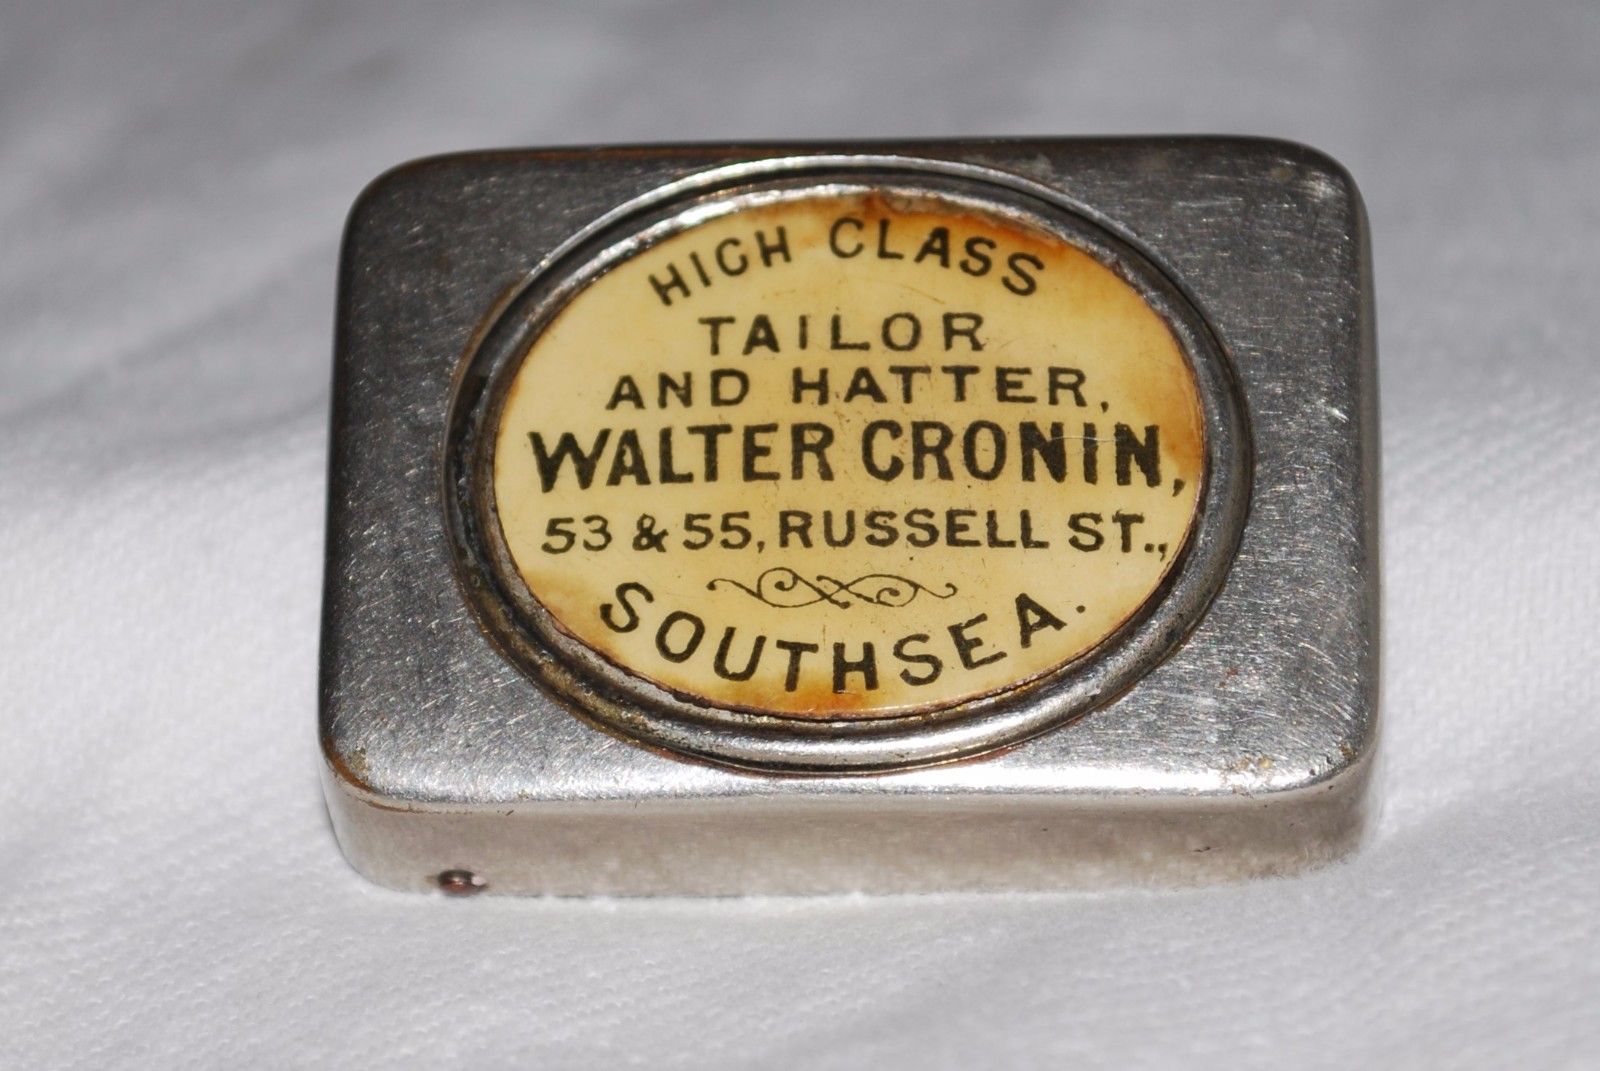 HIGH CLASS
TAILOR
AND HATTER,
WALTER CRONIN,
53 & 55, RUSSELL ST.,
SOUTHSEA.